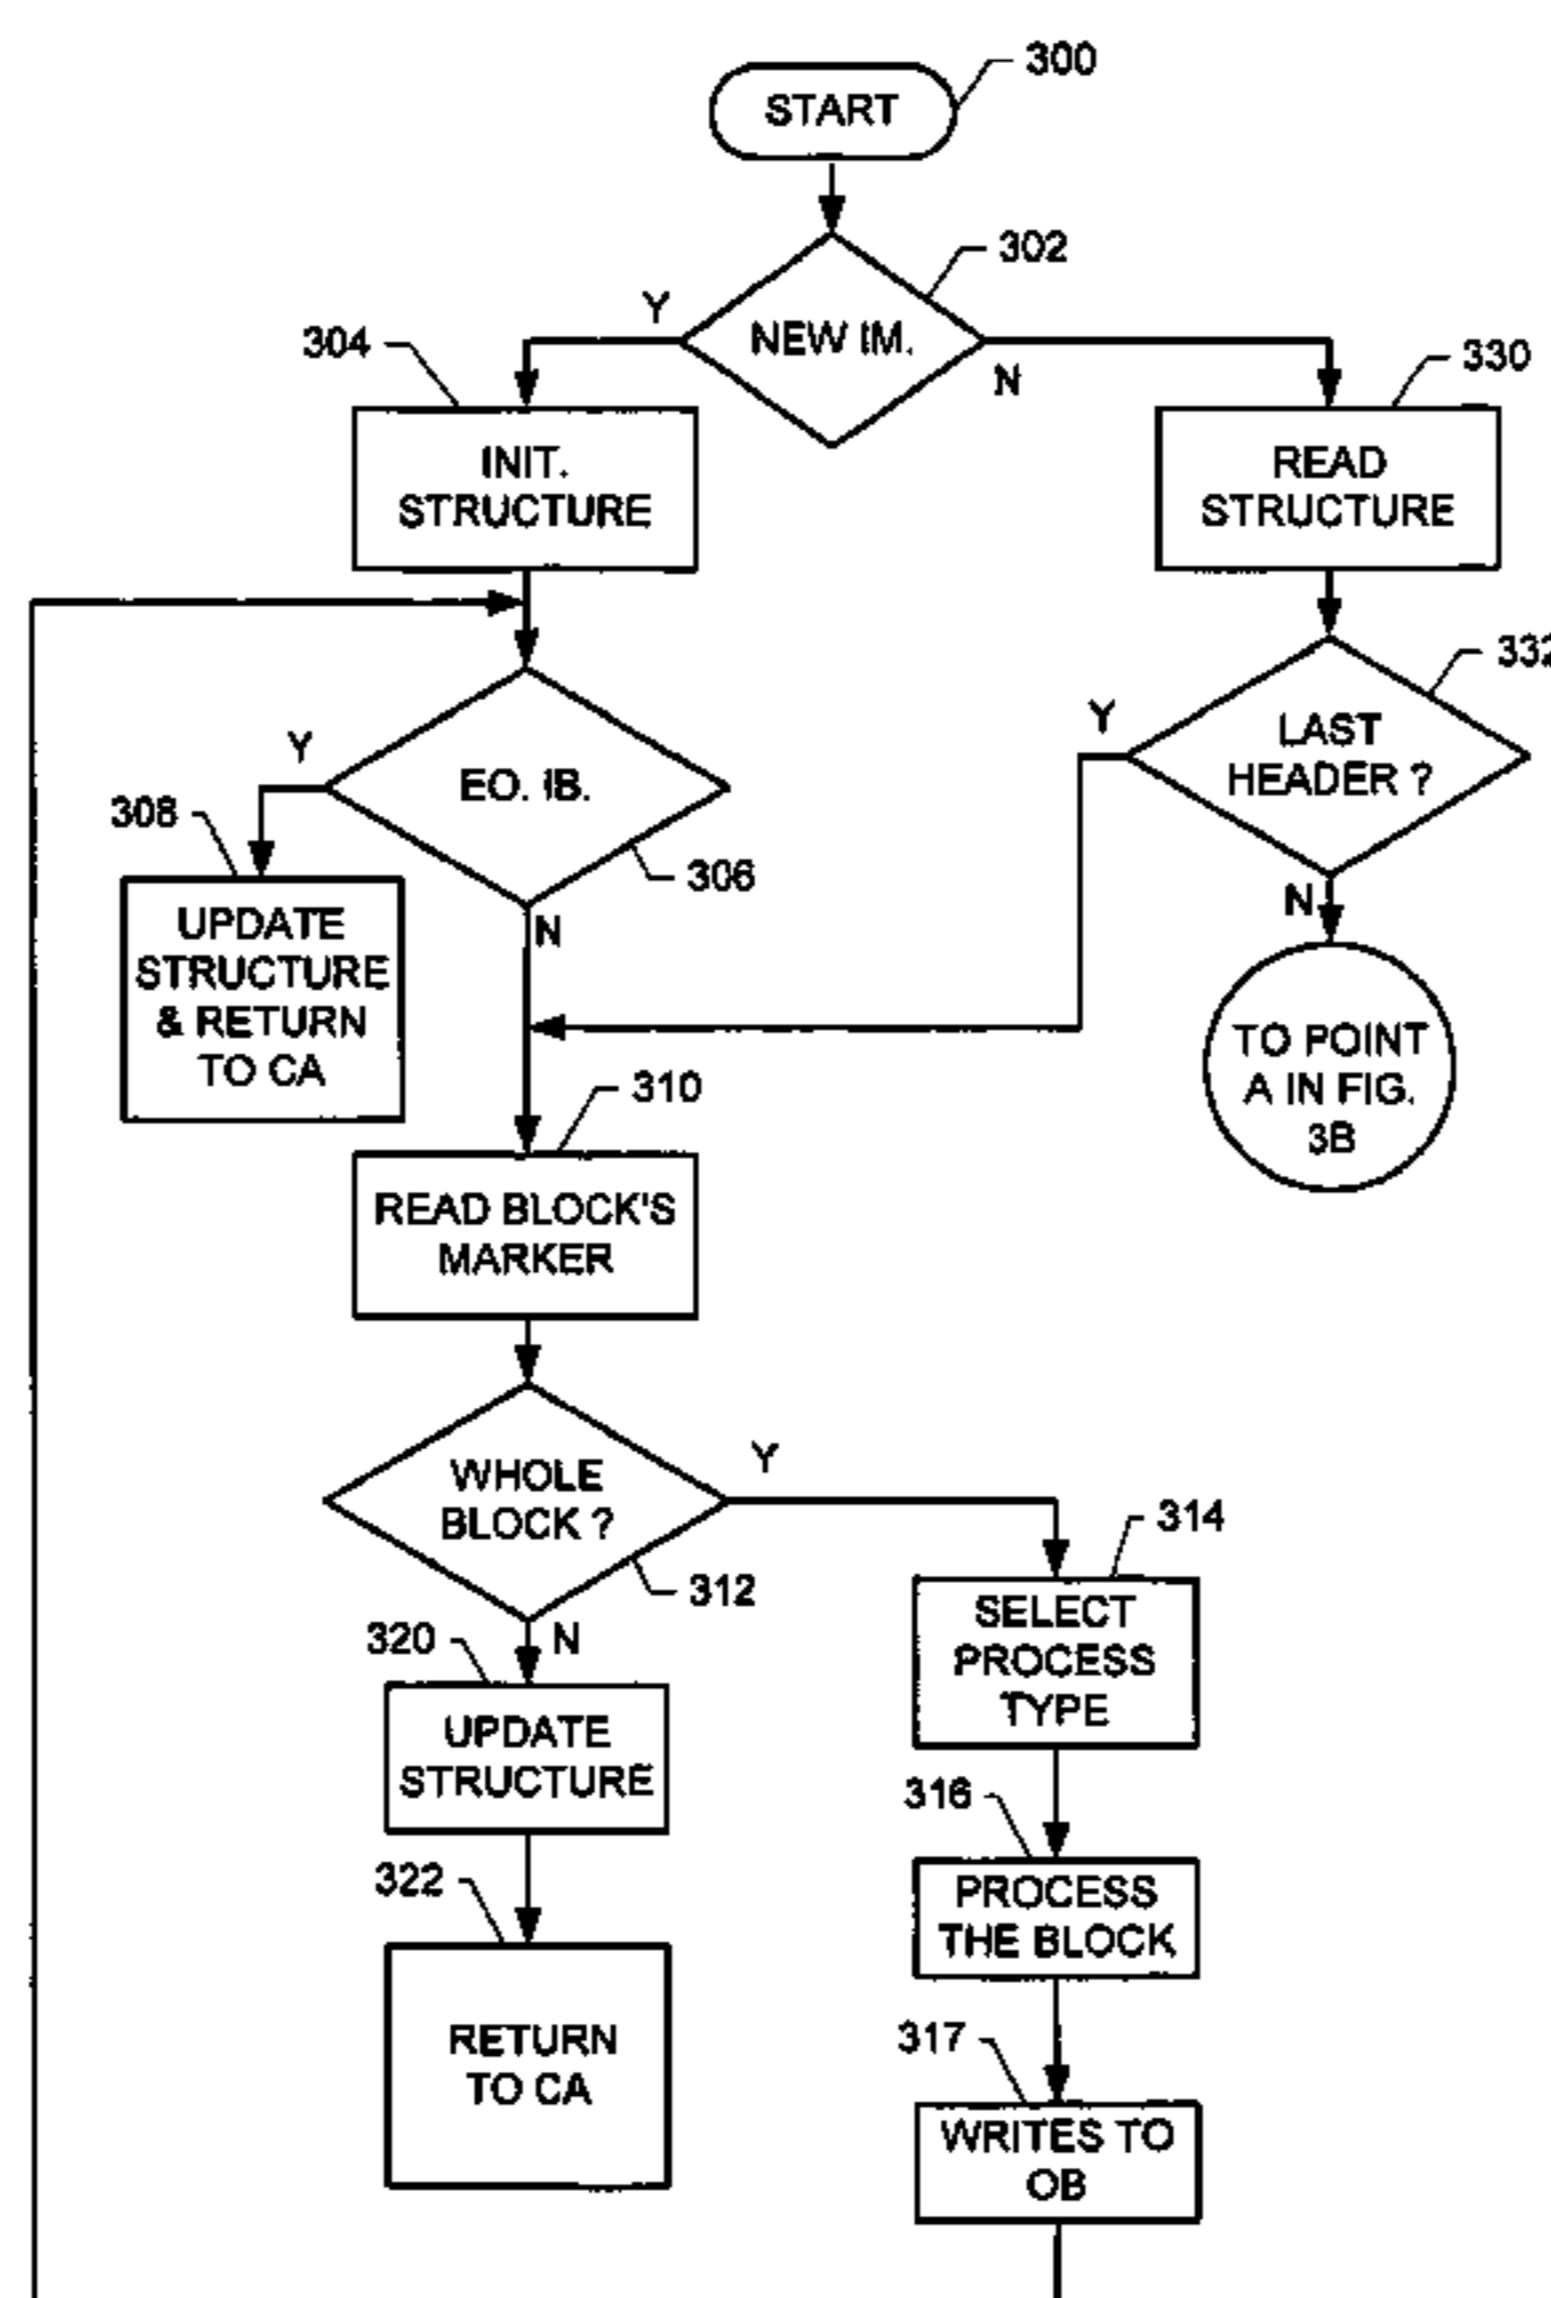 300
START
302
Y
NEW IM.
N
304
INIT.
STRUCTURE
330
READ
STRUCTURE
332
Y
LAST
HEADER ?
N
TO POINT
A IN FIG.
3B
Y
EO. IB.
306
N
308
UPDATE
STRUCTURE
& RETURN
TO CA
310
READ BLOCK'S
MARKER
WHOLE
BLOCK ?
Y
312
N
314
SELECT
PROCESS
TYPE
320
UPDATE
STRUCTURE
316
PROCESS
THE BLOCK
322
RETURN
TO CA
317
WRITES TO
OB